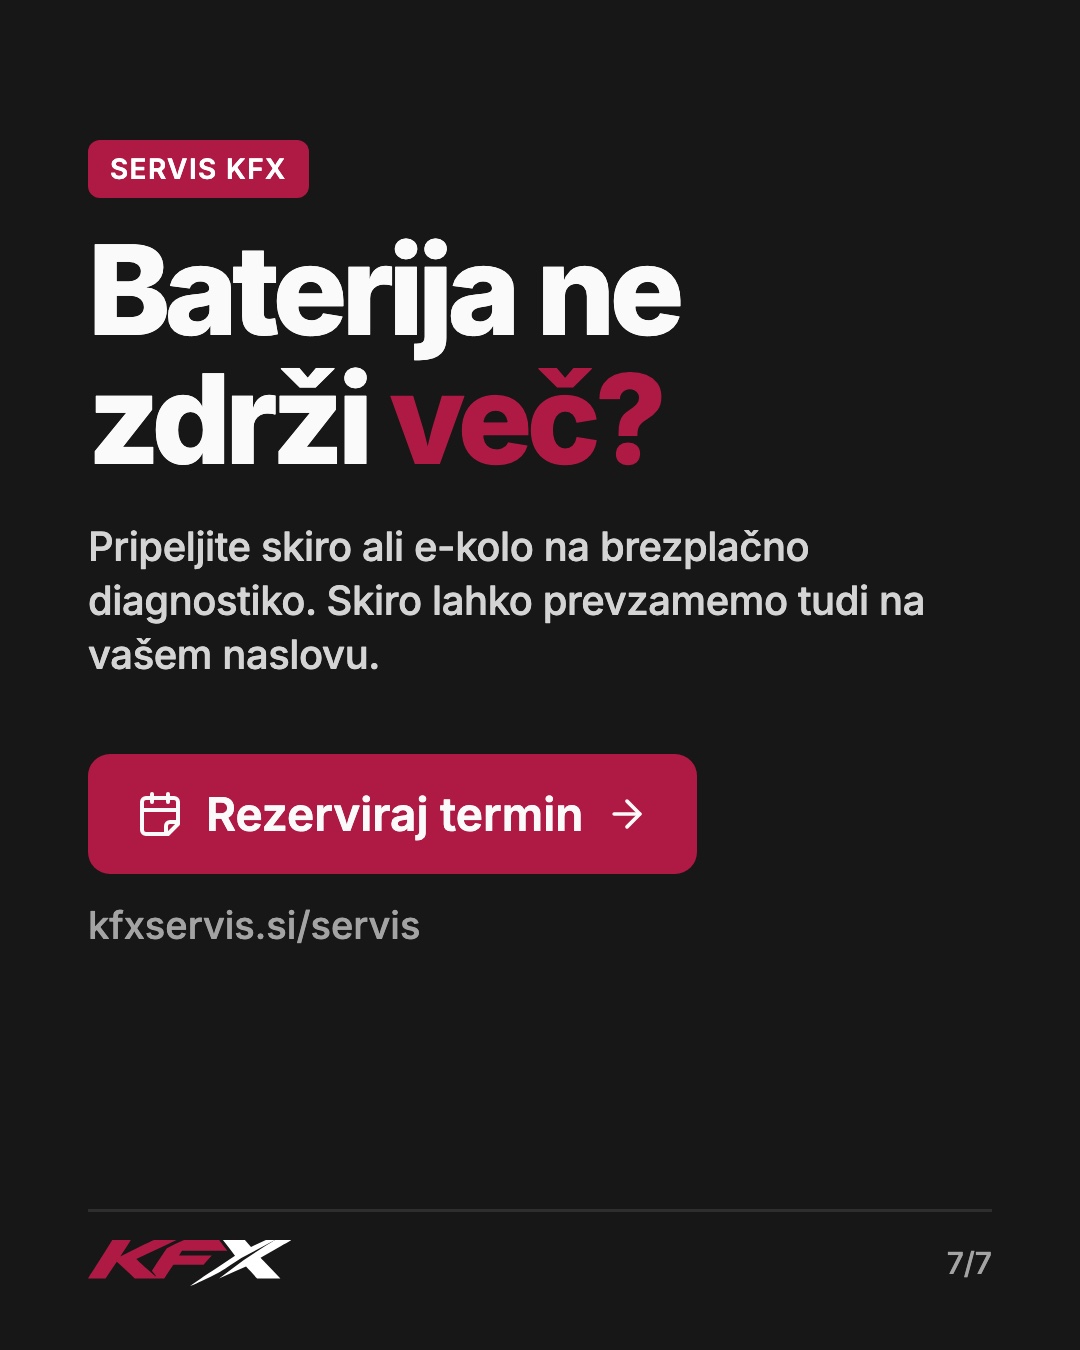 SERVIS KFX
Baterija ne
zdrži več?
Pripeljite skiro ali e-kolo na brezplačno
diagnostiko. Skiro lahko prevzamemo tudi na
vašem naslovu.
Rezerviraj termin →
kfxservis.si/servis
KFX
7/7